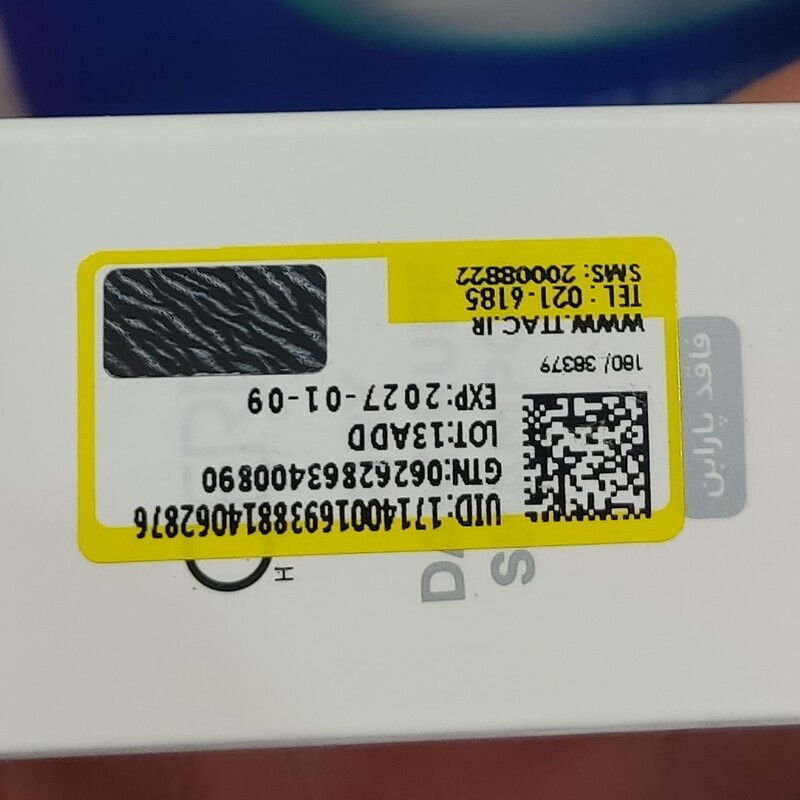 UID:17140016938814062876
GTN:06262863400890
LOT:13ADD
EXP:2027-01-09
180/38379
WWW.TTAC.IR
TEL : 021-6185
SMS: 20008822
فاقد پارابن